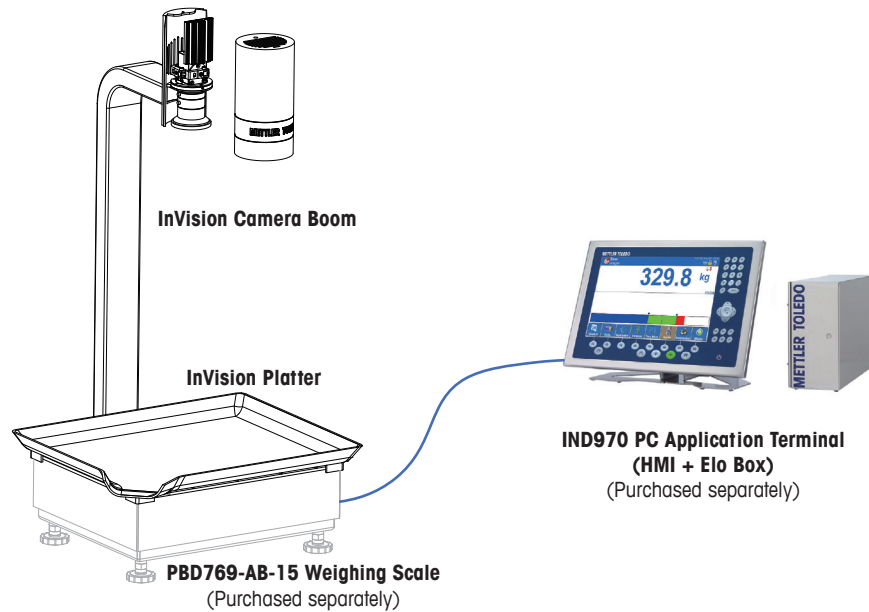 METTLER TO
InVision Camera Boom
METTLER TOLEDO
329.8 kg
METTLER TOLEDO
InVision Platter
IND970 PC Application Terminal
(HMI + Elo Box)
(Purchased separately)
PBD769-AB-15 Weighing Scale
(Purchased separately)